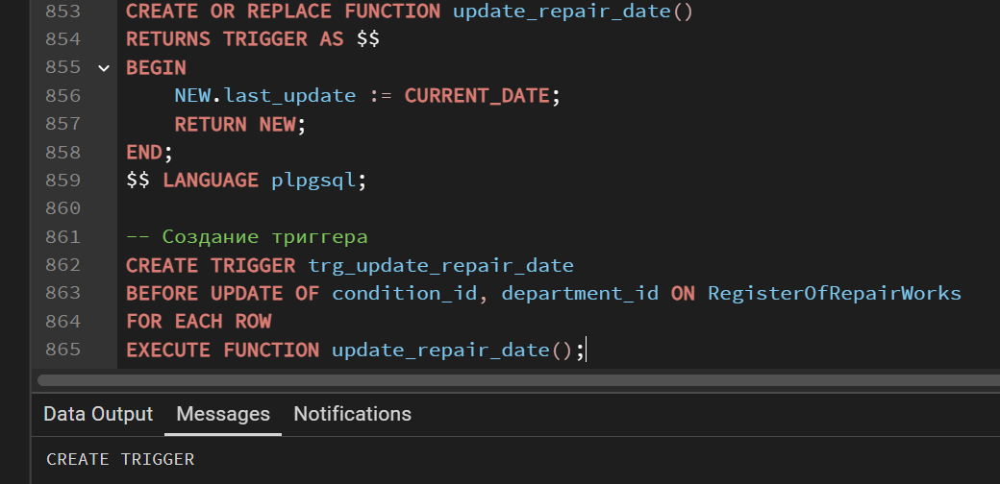 853 CREATE OR REPLACE FUNCTION update_repair_date()
854 RETURNS TRIGGER AS $$
855 BEGIN
856     NEW.last_update := CURRENT_DATE;
857     RETURN NEW;
858 END;
859 $$ LANGUAGE plpgsql;
860
861 -- Создание триггера
862 CREATE TRIGGER trg_update_repair_date
863 BEFORE UPDATE OF condition_id, department_id ON RegisterOfRepairWorks
864 FOR EACH ROW
865 EXECUTE FUNCTION update_repair_date();
Data Output Messages Notifications
CREATE TRIGGER